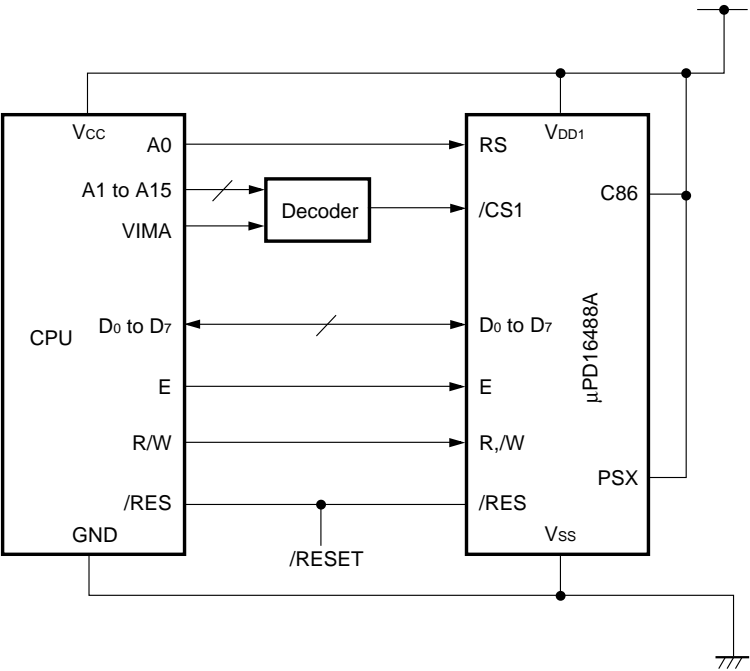 VCC
VDD1
A0
RS
A1 to A15
Decoder
/CS1
C86
VIMA
CPU
D0 to D7
D0 to D7
μPD16488A
E
E
R/W
R,/W
PSX
/RES
/RES
GND
/RESET
VSS